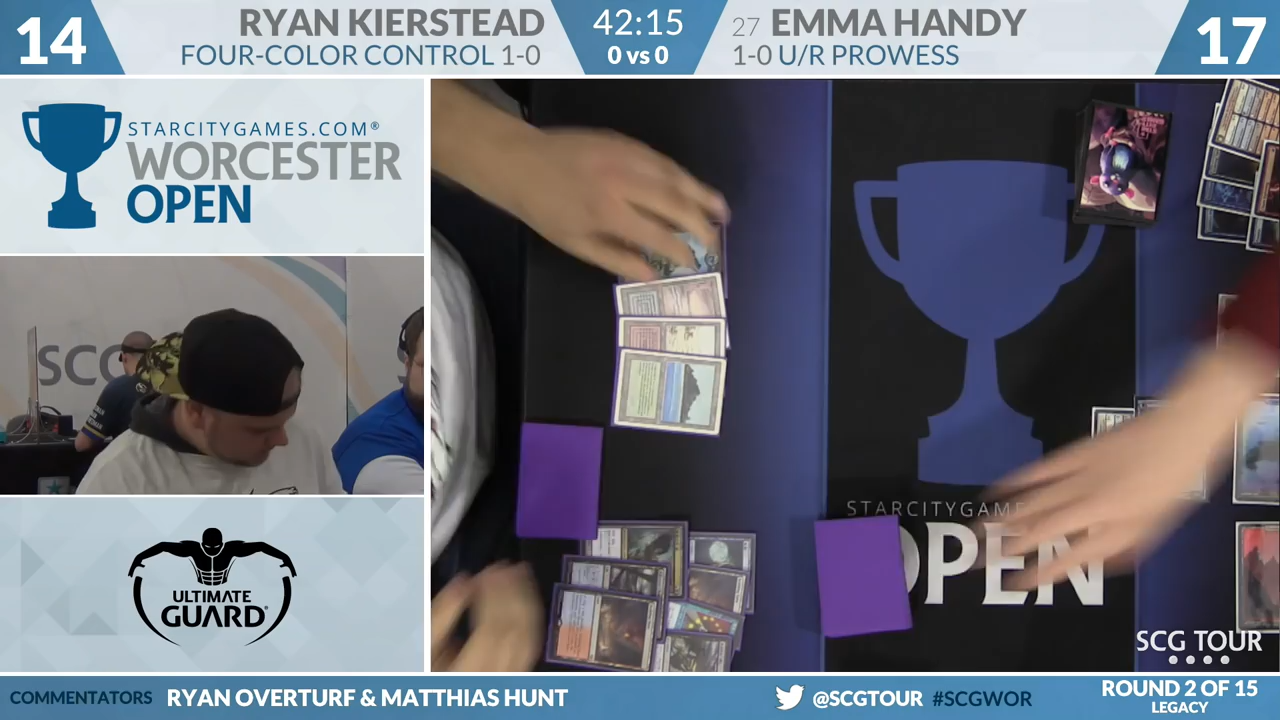 14
RYAN KIERSTEAD
FOUR-COLOR CONTROL 1-0
42:15
0 vs 0
27 EMMA HANDY
1-0 U/R PROWESS
17
STARCITYGAMES.COM®
WORCESTER
OPEN
SCG
ULTIMATE
GUARD
STARCITYGAME
OPEN
SCG TOUR
COMMENTATORS RYAN OVERTURF & MATTHIAS HUNT
@SCGTOUR #SCGWOR
ROUND 2 OF 15
LEGACY